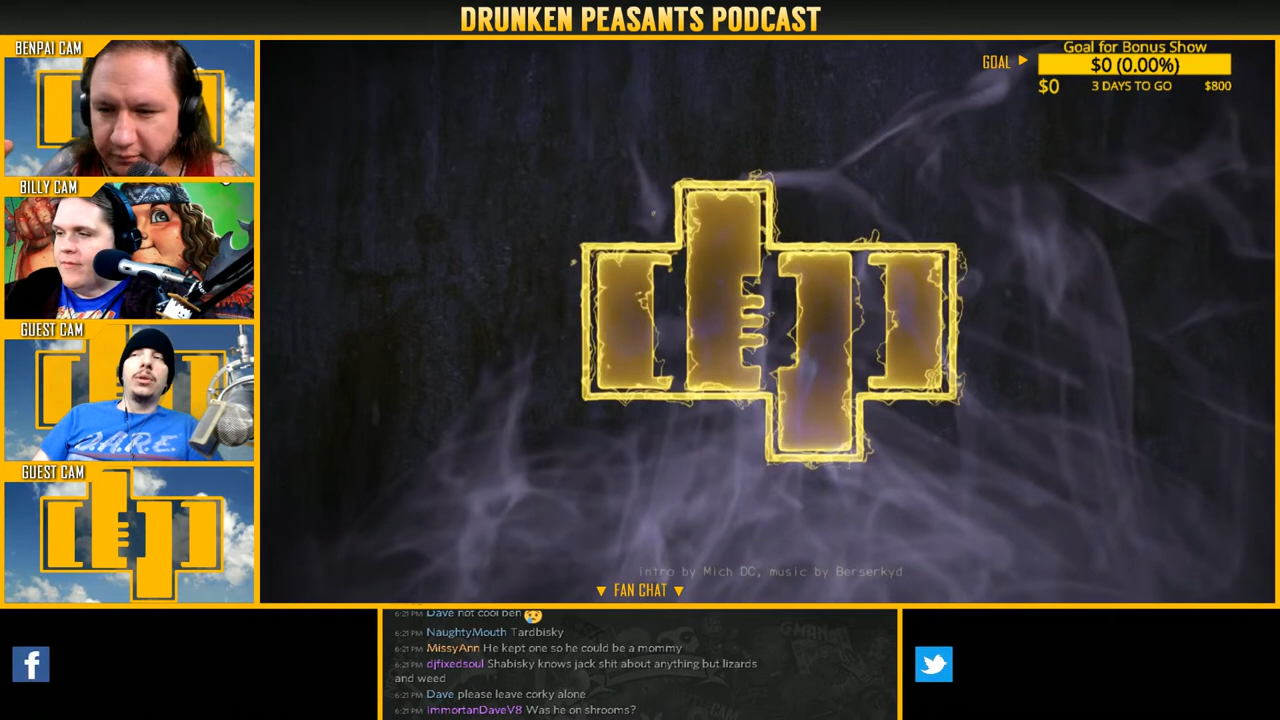 DRUNKEN PEASANTS PODCAST
BENPAI CAM
BILLY CAM
GUEST CAM
D.A.R.E.
GUEST CAM
Goal for Bonus Show
GOAL
$0 (0.00%)
$0 3 DAYS TO GO $800
intro by Mich DC, music by Berserkyd
▼ FAN CHAT ▼
6:21 PM Dave not cool ben
6:21 PM NaughtyMouth Tardbisky
6:21 PM MissyAnn He kept one so he could be a mommy
6:21 PM djfixedsoul Shabisky knows jack shit about anything but lizards
and weed
6:21 PM Dave please leave corky alone
6:21 PM ImmortanDaveV8 Was he on shrooms?